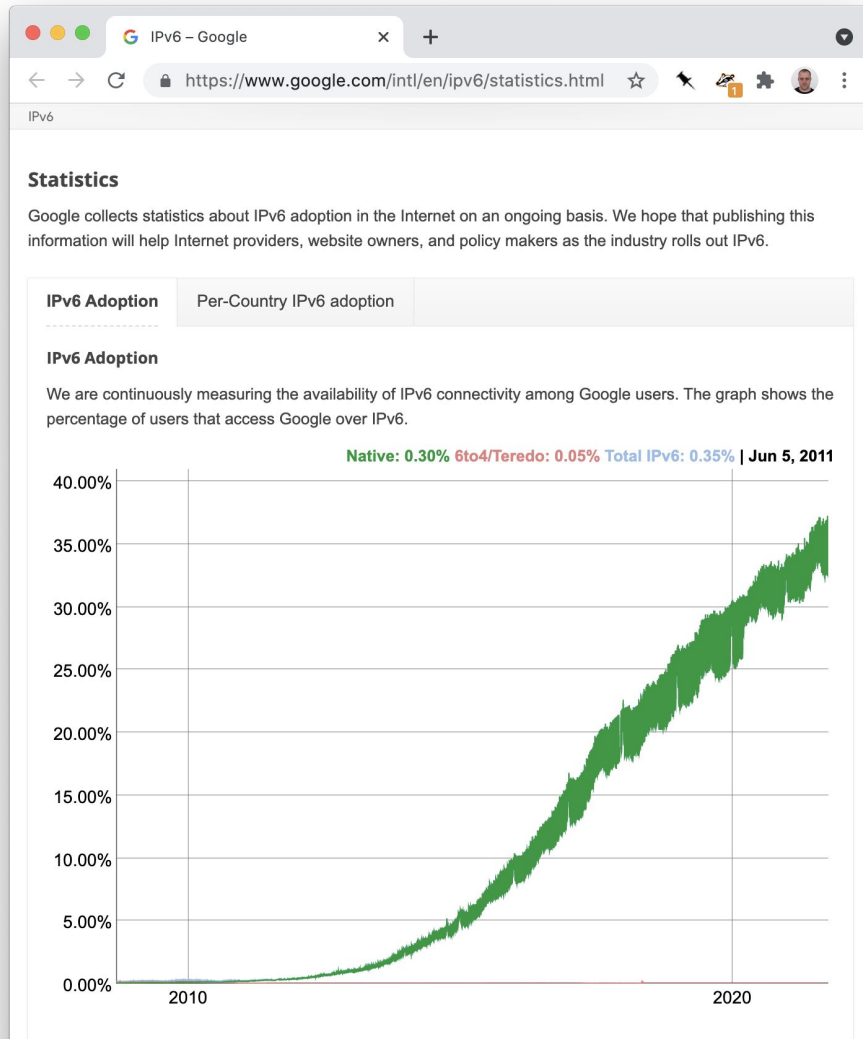 IPv6 – Google
https://www.google.com/intl/en/ipv6/statistics.html
1
IPv6
Statistics
Google collects statistics about IPv6 adoption in the Internet on an ongoing basis. We hope that publishing this
information will help Internet providers, website owners, and policy makers as the industry rolls out IPv6.
IPv6 Adoption Per-Country IPv6 adoption
IPv6 Adoption
We are continuously measuring the availability of IPv6 connectivity among Google users. The graph shows the
percentage of users that access Google over IPv6.
Native: 0.30% 6to4/Teredo: 0.05% Total IPv6: 0.35% | Jun 5, 2011
40.00%
35.00%
30.00%
25.00%
20.00%
15.00%
10.00%
5.00%
0.00%
2010 2020